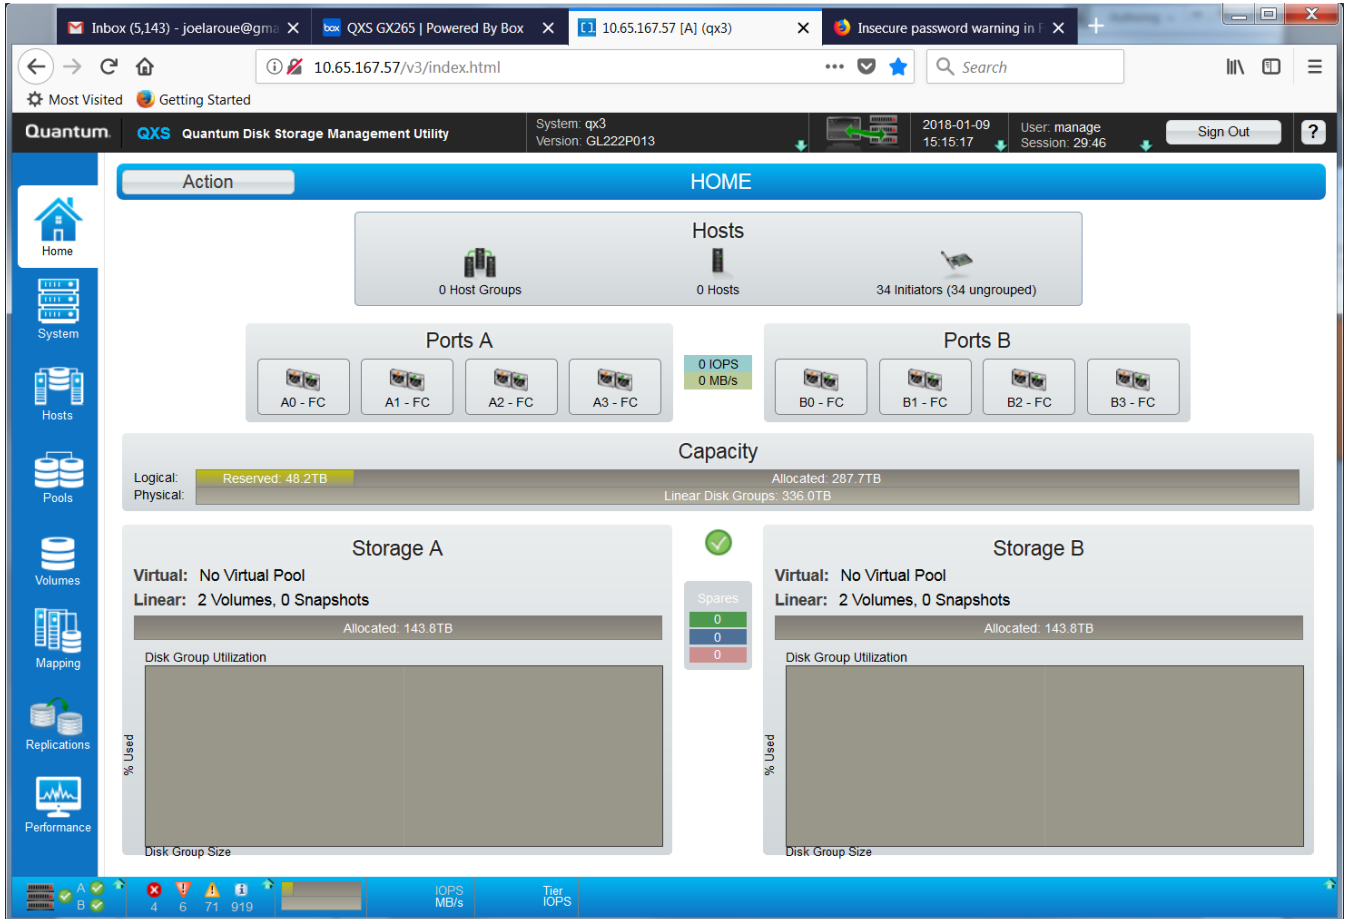 Inbox (5,143) - joelaroue@gma
QXS GX265 | Powered By Box
10.65.167.57 [A] (qx3)
Insecure password warning in F
10.65.167.57/v3/index.html
Search
Most Visited
Getting Started
Quantum.
QXS Quantum Disk Storage Management Utility
System: qx3
Version: GL222P013
2018-01-09
15:15:17
User: manage
Session: 29:46
Sign Out
?
Action
HOME
Home
System
Hosts
Pools
Volumes
Mapping
Replications
Performance
Hosts
0 Host Groups
0 Hosts
34 Initiators (34 ungrouped)
Ports A
A0 - FC
A1 - FC
A2 - FC
A3 - FC
0 IOPS
0 MB/s
Ports B
B0 - FC
B1 - FC
B2 - FC
B3 - FC
Capacity
Logical:
Reserved: 48.2TB
Allocated: 287.7TB
Physical:
Linear Disk Groups: 336.0TB
Storage A
Virtual: No Virtual Pool
Linear: 2 Volumes, 0 Snapshots
Allocated: 143.8TB
Disk Group Utilization
% Used
Disk Group Size
Spares
0
0
0
Storage B
Virtual: No Virtual Pool
Linear: 2 Volumes, 0 Snapshots
Allocated: 143.8TB
Disk Group Utilization
% Used
Disk Group Size
A
B
4
6
71
919
IOPS
MB/s
Tier
IOPS